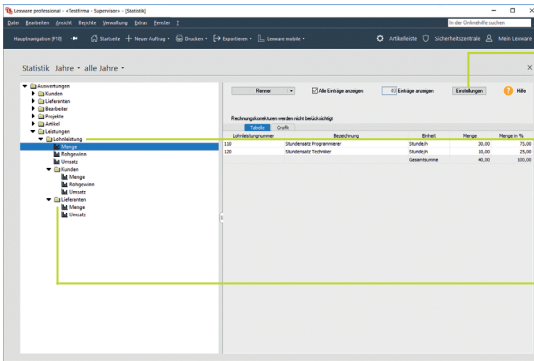 Lexware professional - <Testfirma - Supervisor> - [Statistik]
Datei Bearbeiten Ansicht Berichte Verwaltung Extras Fenster ?
In der Onlinehilfe suchen
Hauptnavigation [F10] Startseite Neuer Auftrag Drucken Exportieren Lexware mobile Artikelleiste Sicherheitszentrale Mein Lexware
Statistik Jahre alle Jahre
Auswertungen
Kunden
Lieferanten
Bearbeiter
Projekte
Artikel
Leistungen
Lohnleistung
Menge
Rohgewinn
Umsatz
Kunden
Menge
Rohgewinn
Umsatz
Lieferanten
Menge
Umsatz
Renner Alle Einträge anzeigen Einträge anzeigen Einstellungen Hilfe
Rechnungskorrekturen werden nicht berücksichtigt
Tabelle Grafik
Lohnleistungsnummer Bezeichnung Einheit Menge Menge in %
110 Stundensatz Programmierer Stunde/n 30,00 75,00
120 Stundensatz Techniker Stunde/n 10,00 25,00
Gesamtsumme 40,00 100,00